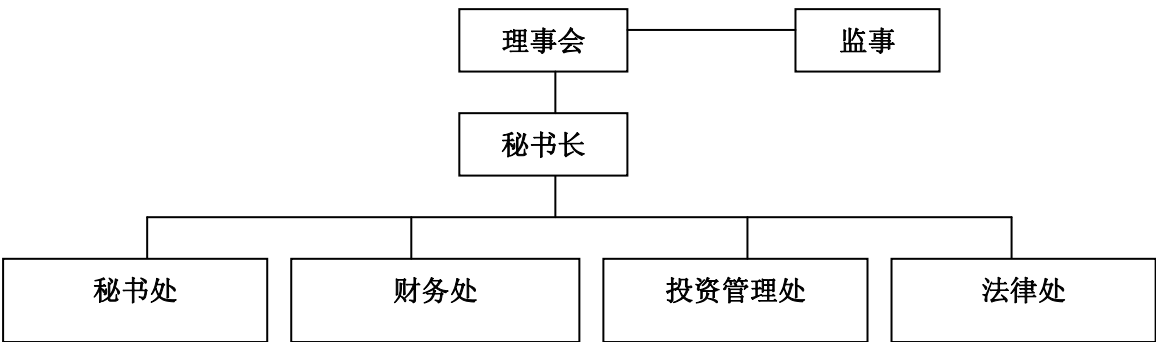 理事会
监事
秘书长
秘书处
财务处
投资管理处
法律处